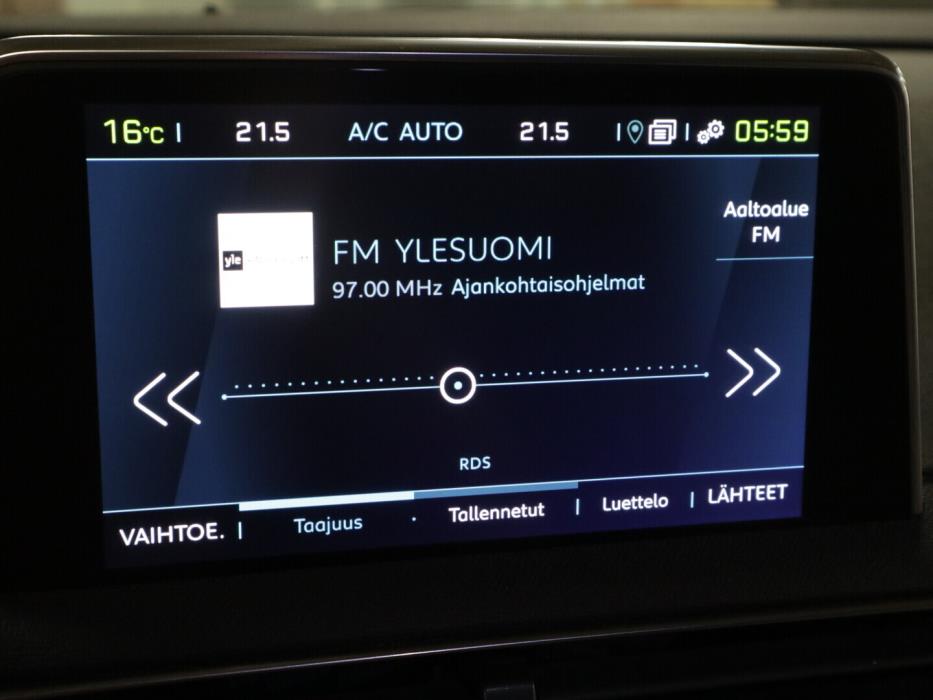 16°C | 21.5 A/C AUTO 21.5 | | 05:59
Aaltoalue
FM
yle
FM YLESUOMI
97.00 MHz Ajankohtaisohjelmat
RDS
VAIHTOE. | Taajuus · Tallennetut | Luettelo | LÄHTEET